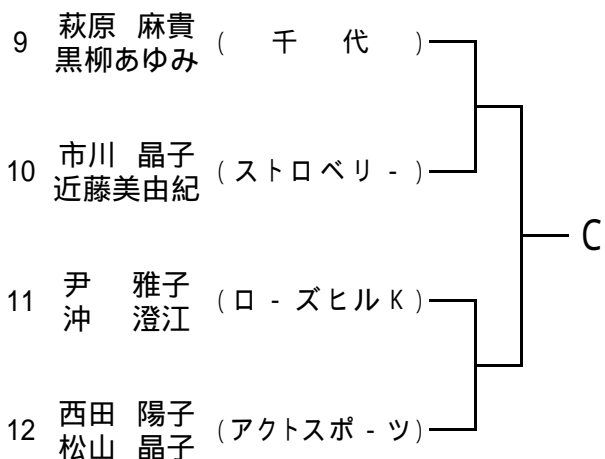 9 萩原 麻貴 ( 千 代 )
黒柳あゆみ
10 市川 晶子 (ストロベリ-)
近藤美由紀
C
11 尹 雅子 (ロ-ズヒルK)
沖 澄江
12 西田 陽子 (アクトスポ-ツ)
松山 晶子